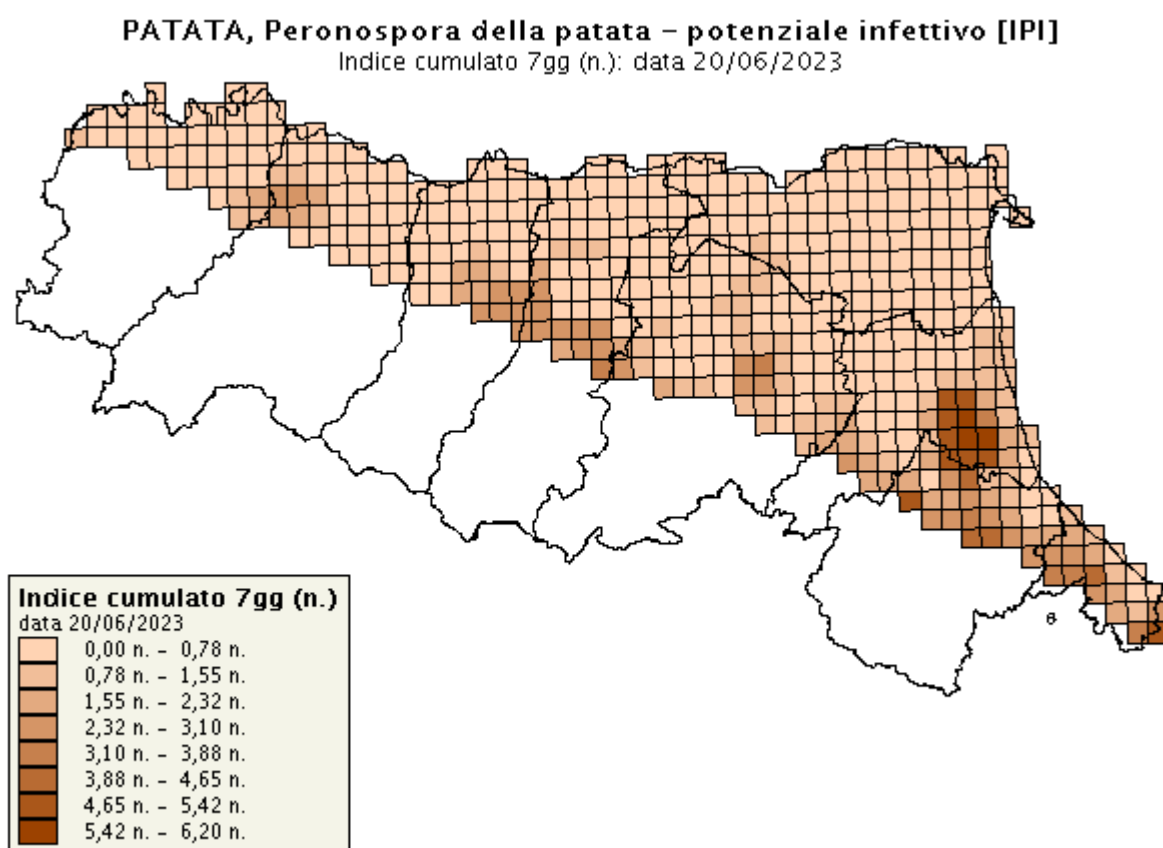 PATATA, Peronospora della patata – potenziale infettivo [IPI]
Indice cumulato 7gg (n.): data 20/06/2023
Indice cumulato 7gg (n.)
data 20/06/2023
0,00 n. – 0,78 n.
0,78 n. – 1,55 n.
1,55 n. – 2,32 n.
2,32 n. – 3,10 n.
3,10 n. – 3,88 n.
3,88 n. – 4,65 n.
4,65 n. – 5,42 n.
5,42 n. – 6,20 n.